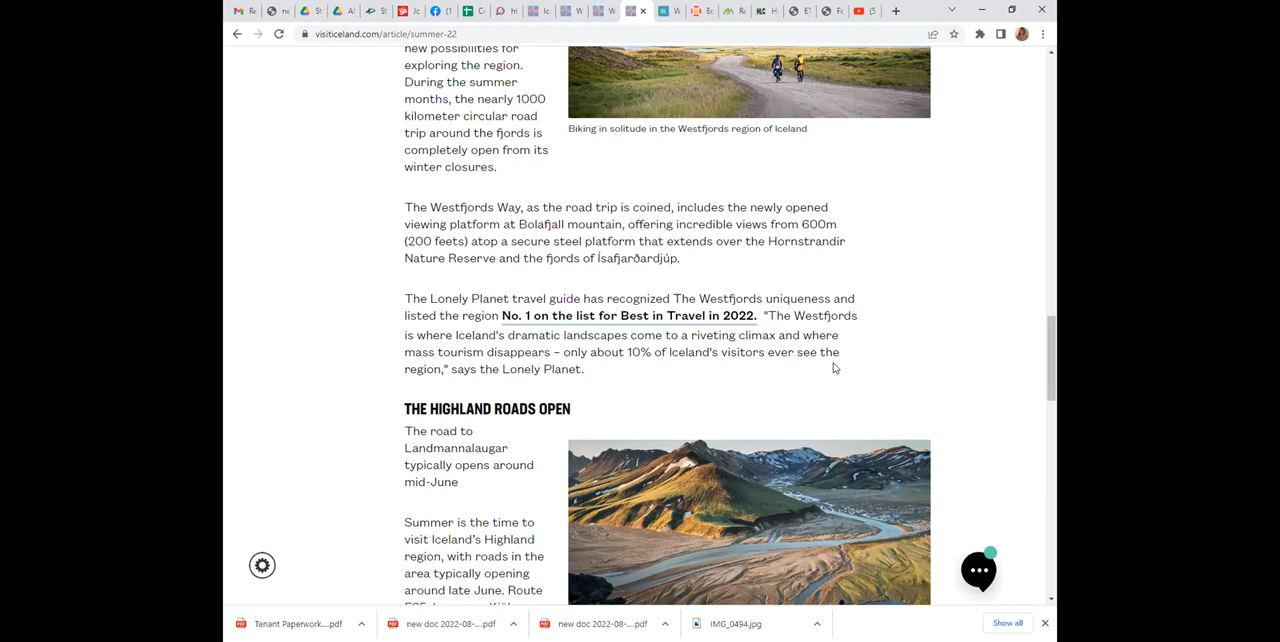 visiticeland.com/article/summer-22
new possibilities for
exploring the region.
During the summer
months, the nearly 1000
kilometer circular road
trip around the fjords is
completely open from its
winter closures.
Biking in solitude in the Westfjords region of Iceland
The Westfjords Way, as the road trip is coined, includes the newly opened
viewing platform at Bolafjall mountain, offering incredible views from 600m
(200 feets) atop a secure steel platform that extends over the Hornstrandir
Nature Reserve and the fjords of Ísafjarðardjúp.
The Lonely Planet travel guide has recognized The Westfjords uniqueness and
listed the region No. 1 on the list for Best in Travel in 2022. "The Westfjords
is where Iceland's dramatic landscapes come to a riveting climax and where
mass tourism disappears – only about 10% of Iceland's visitors ever see the
region," says the Lonely Planet.
THE HIGHLAND ROADS OPEN
The road to
Landmannalaugar
typically opens around
mid-June
Summer is the time to
visit Iceland's Highland
region, with roads in the
area typically opening
around late June. Route
Tenant Paperwork....pdf
new doc 2022-08-....pdf
new doc 2022-08-....pdf
IMG_0494.jpg
Show all